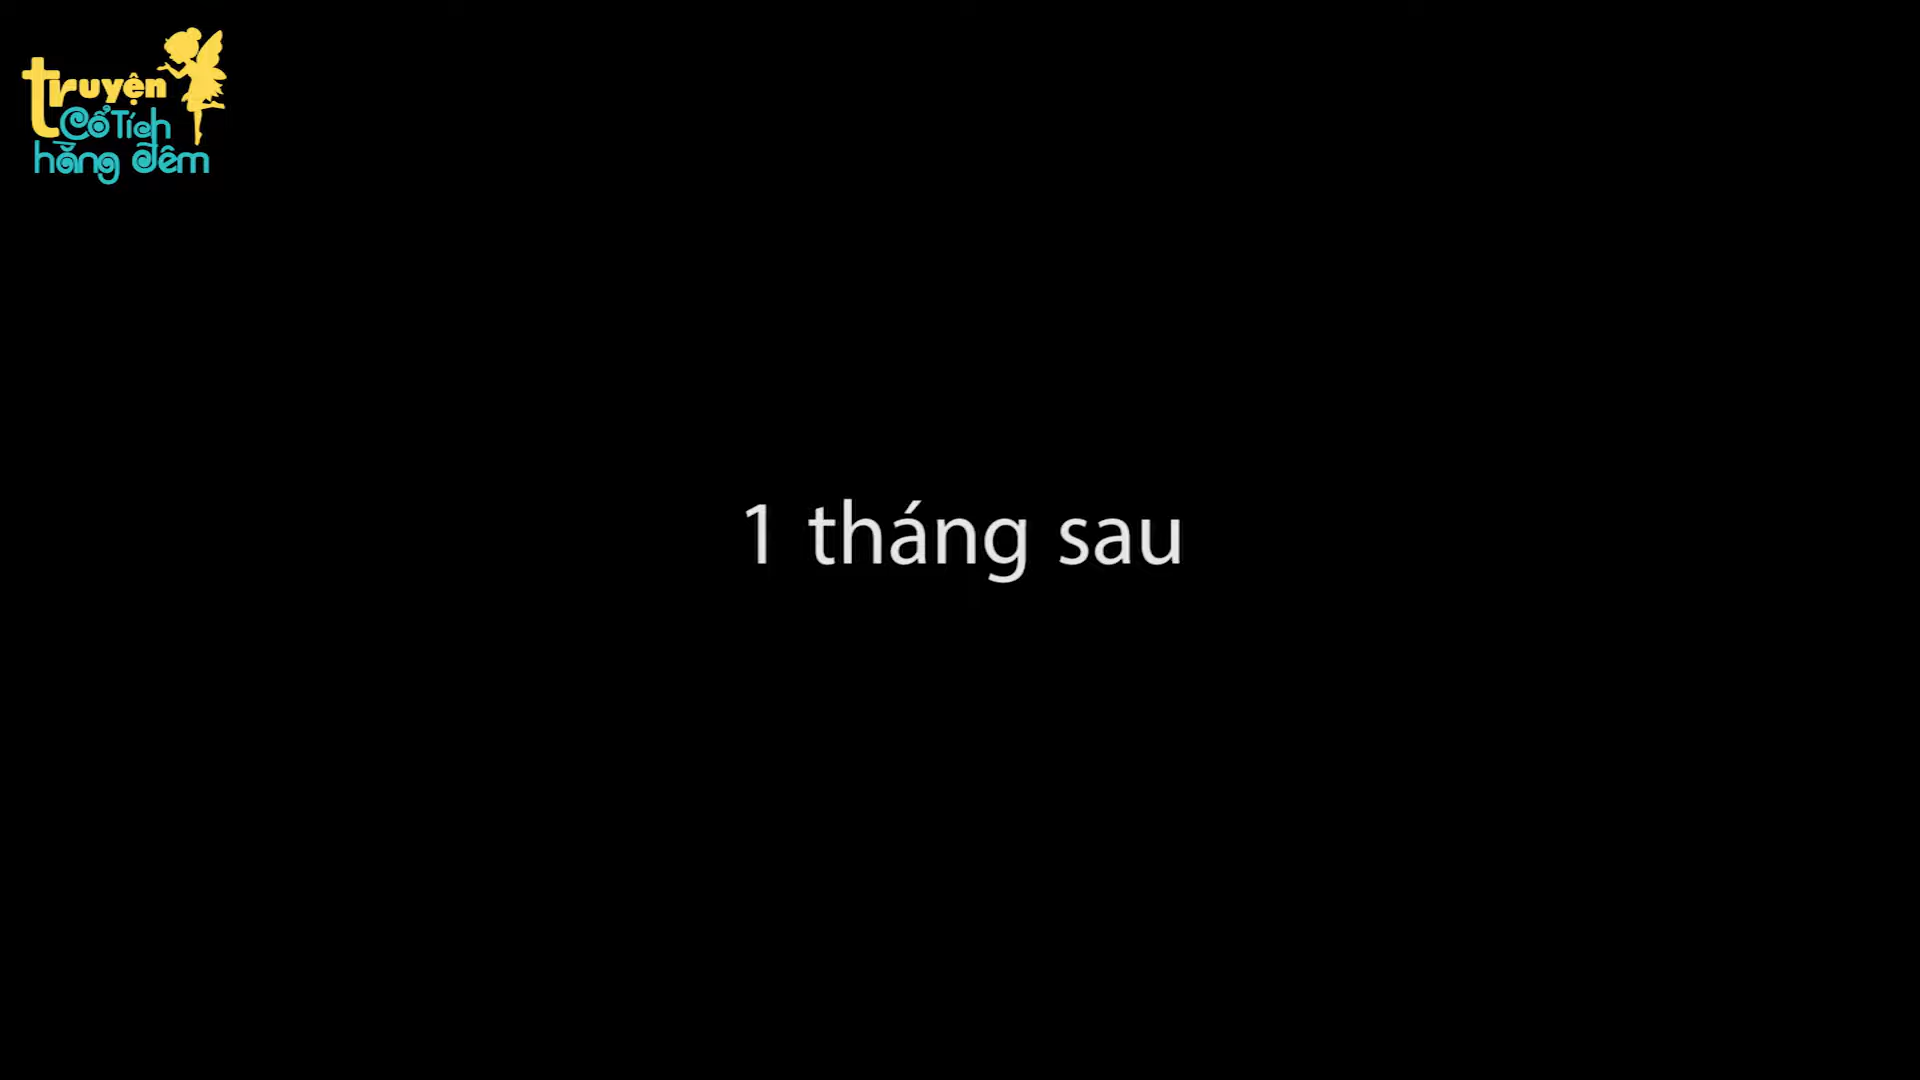 truyện
Cổ Tích
hằng đêm
1 tháng sau